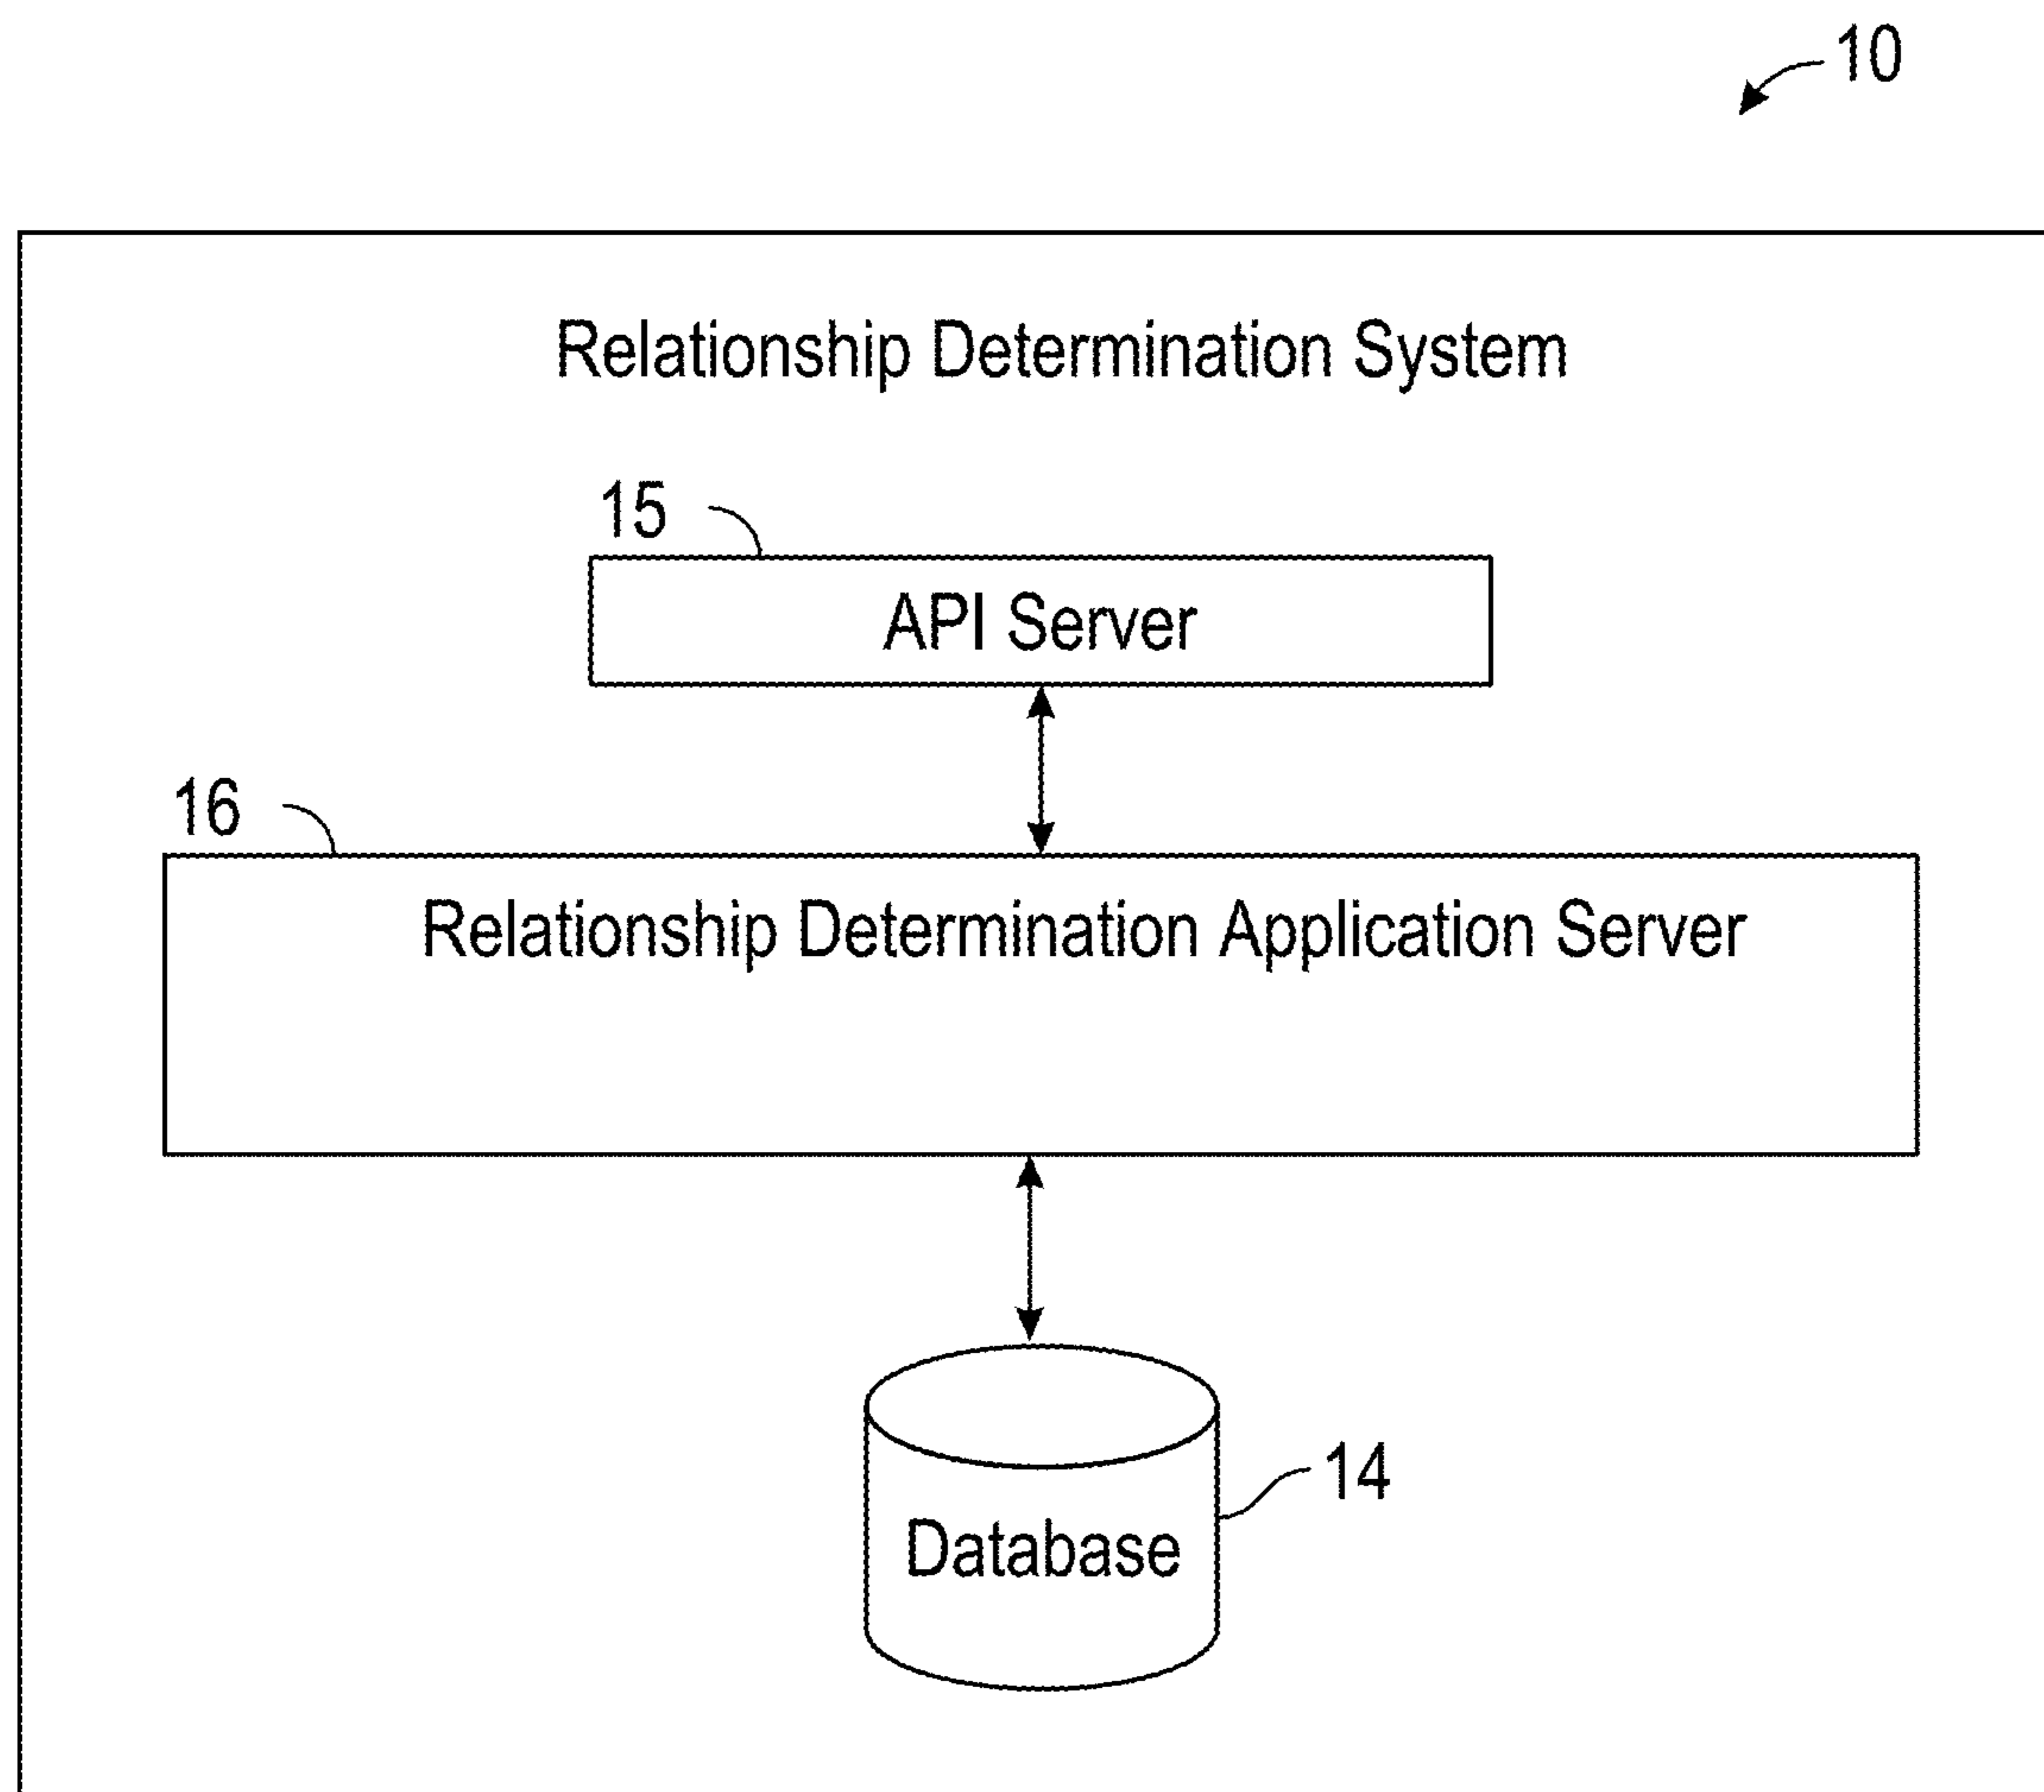 10
Relationship Determination System
15
API Server
16
Relationship Determination Application Server
14
Database